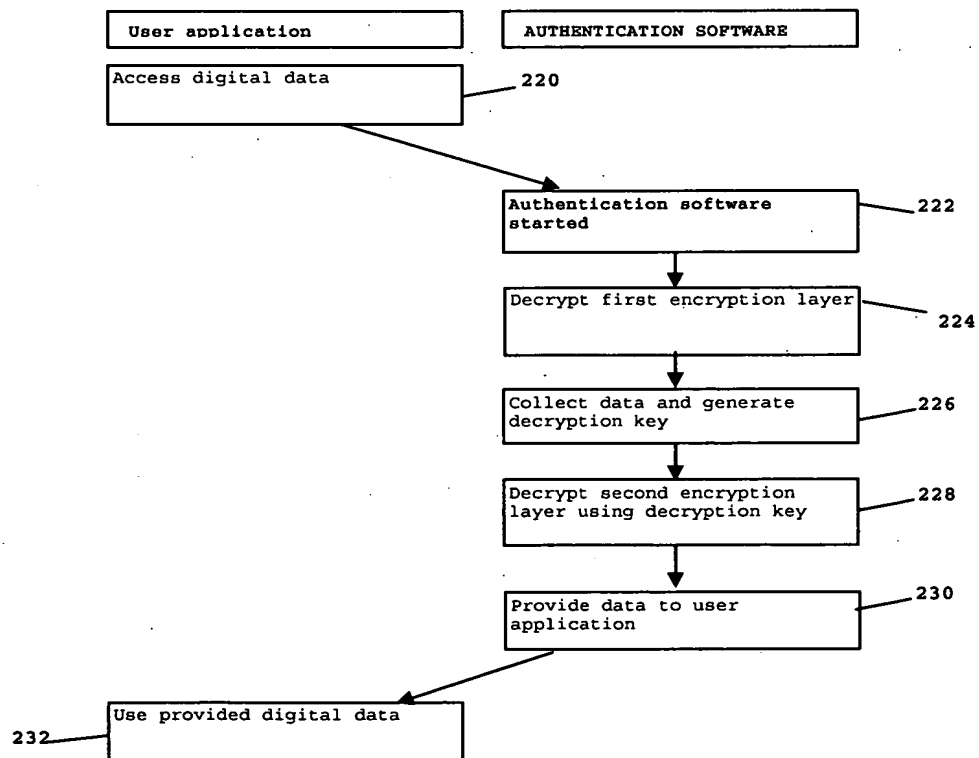 User application
AUTHENTICATION SOFTWARE
Access digital data
220
Authentication software
started
222
Decrypt first encryption layer
224
Collect data and generate
decryption key
226
Decrypt second encryption
layer using decryption key
228
Provide data to user
application
230
Use provided digital data
232